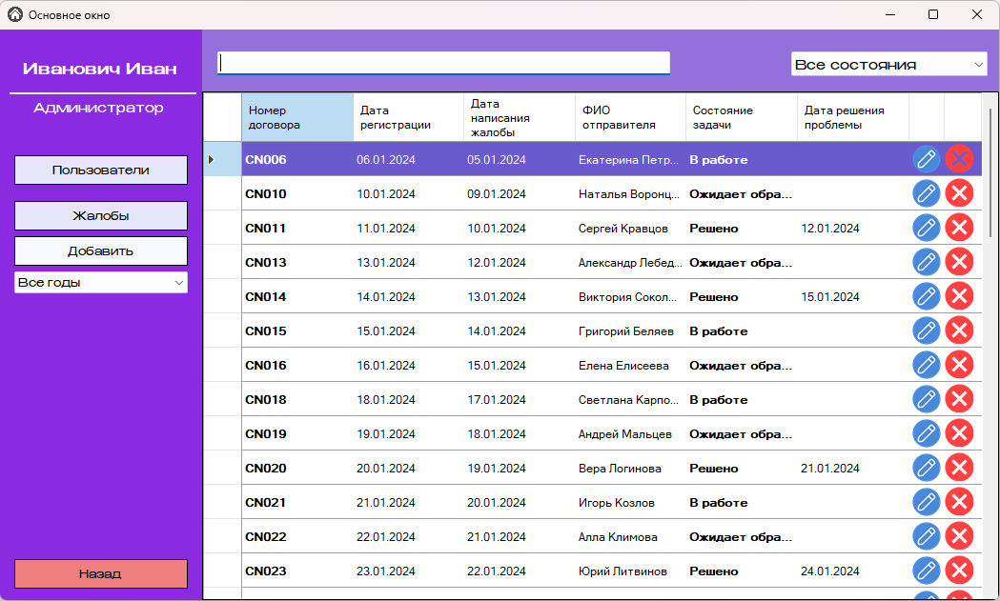 Основное окно
Иванович Иван
Администратор
Пользователи
Жалобы
Добавить
Все годы
Назад
Все состояния
Номер договора Дата регистрации Дата написания жалобы ФИО отправителя Состояние задачи Дата решения проблемы
CN006 06.01.2024 05.01.2024 Екатерина Петр... В работе
CN010 10.01.2024 09.01.2024 Наталья Воронц... Ожидает обра...
CN011 11.01.2024 10.01.2024 Сергей Кравцов Решено 12.01.2024
CN013 13.01.2024 12.01.2024 Александр Лебед... Ожидает обра...
CN014 14.01.2024 13.01.2024 Виктория Сокол... Решено 15.01.2024
CN015 15.01.2024 14.01.2024 Григорий Беляев В работе
CN016 16.01.2024 15.01.2024 Елена Елисеева Ожидает обра...
CN018 18.01.2024 17.01.2024 Светлана Карпо... В работе
CN019 19.01.2024 18.01.2024 Андрей Мальцев Ожидает обра...
CN020 20.01.2024 19.01.2024 Вера Логинова Решено 21.01.2024
CN021 21.01.2024 20.01.2024 Игорь Козлов В работе
CN022 22.01.2024 21.01.2024 Алла Климова Ожидает обра...
CN023 23.01.2024 22.01.2024 Юрий Литвинов Решено 24.01.2024